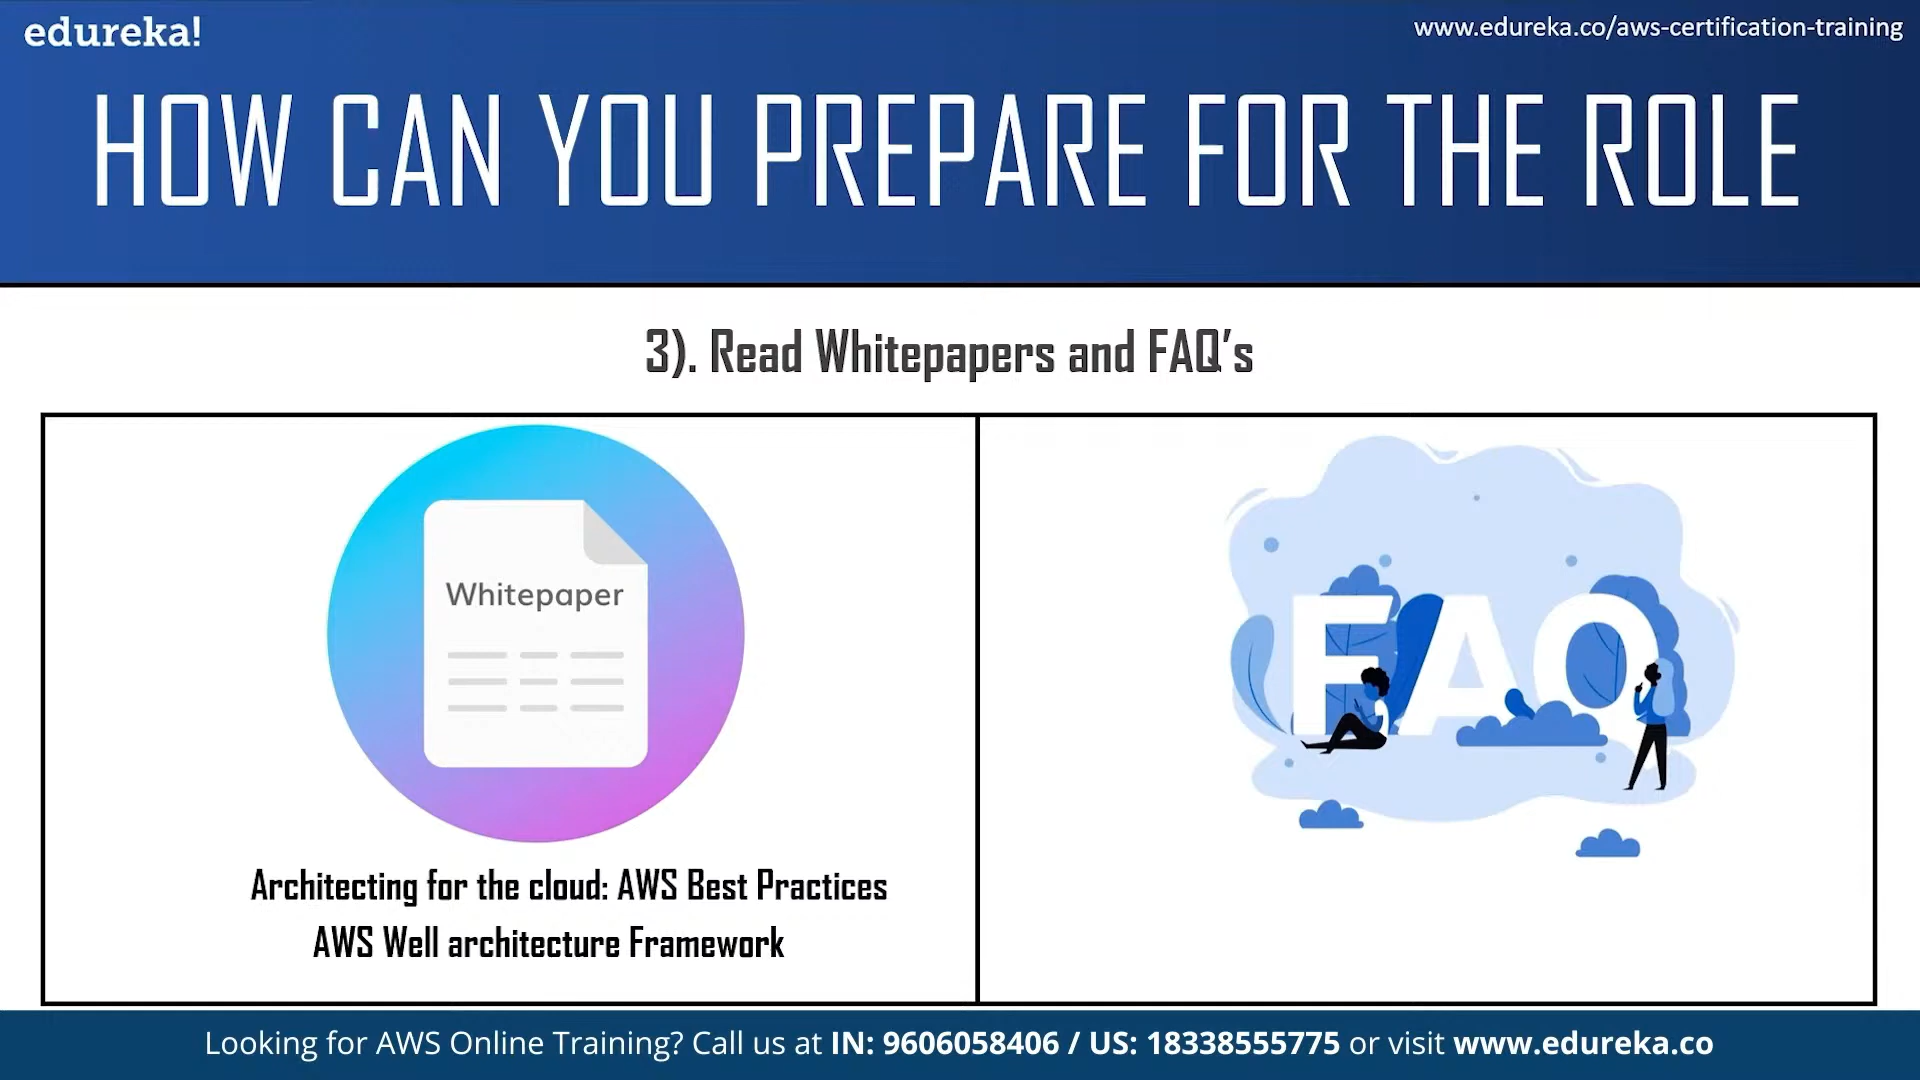 edureka!
www.edureka.co/aws-certification-training
HOW CAN YOU PREPARE FOR THE ROLE
3). Read Whitepapers and FAQ’s
Whitepaper
FAQ
Architecting for the cloud: AWS Best Practices
AWS Well architecture Framework
Looking for AWS Online Training? Call us at IN: 9606058406 / US: 18338555775 or visit www.edureka.co